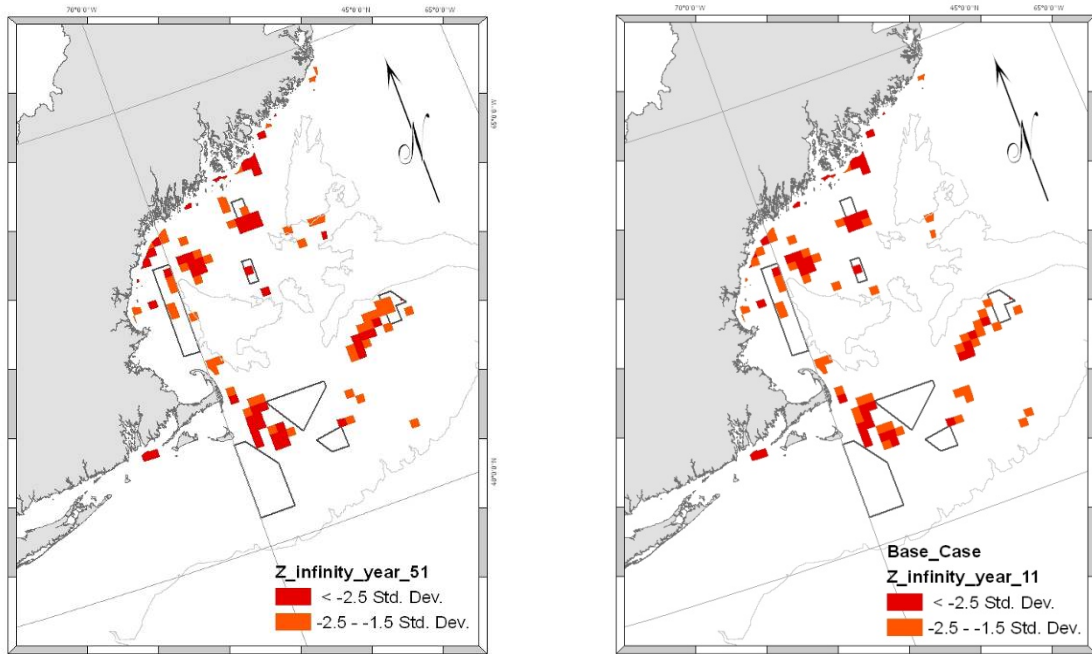 70°0'0"W 45°0'0"N 65°0'0"W
N
Z_infinity_year_51
< -2.5 Std. Dev.
-2.5 - -1.5 Std. Dev.
70°0'0"W 45°0'0"N 65°0'0"W
N
Base_Case
Z_infinity_year_11
< -2.5 Std. Dev.
-2.5 - -1.5 Std. Dev.